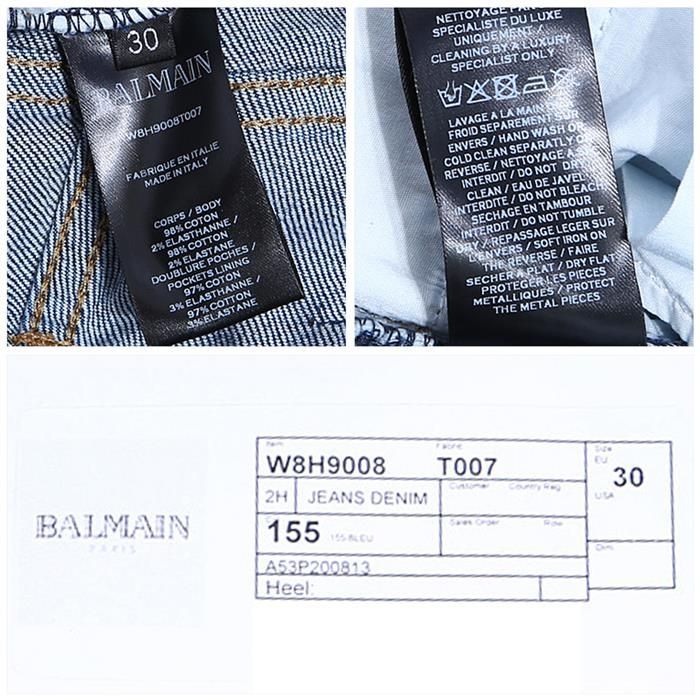 30
BALMAIN
W8H9008T007
FABRIQUE EN ITALIE
MADE IN ITALY
CORPS / BODY
98% COTON
2% ELASTHANNE /
98% COTTON
2% ELASTANE
DOUBLURE POCHES /
POCKETS LINING
97% COTON
3% ELASTHANNE /
97% COTTON
3% ELASTANE
NETTOYAGE PAR
SPECIALISTE DU LUXE
UNIQUEMENT /
CLEANING BY A LUXURY
SPECIALIST ONLY
LAVAGE A LA MAIN
FROID SEPAREMENT SUR
ENVERS / HAND WASH OR
COLD CLEAN SEPARATELY
REVERSE / NETTOYAGE A
INTERDIT / DO NOT DRY
CLEAN / EAU DE JAVEL
INTERDITE / DO NOT BLEACH
SECHAGE EN TAMBOUR
INTERDIT / DO NOT TUMBLE
DRY / REPASSAGE LEGER SUR
L'ENVERS / SOFT IRON ON
THE REVERSE / FAIRE
SECHER A PLAT / DRY FLAT
PROTEGER LES PIECES
METALLIQUES / PROTECT
THE METAL PIECES
BALMAIN
PARIS
Item
W8H9008
Fabric
T007
Size
EU
30
USA
2H JEANS DENIM
Customer Country Reg
155 155-BLEU
Sales Order Row
Dim
A53P200813
Heel: